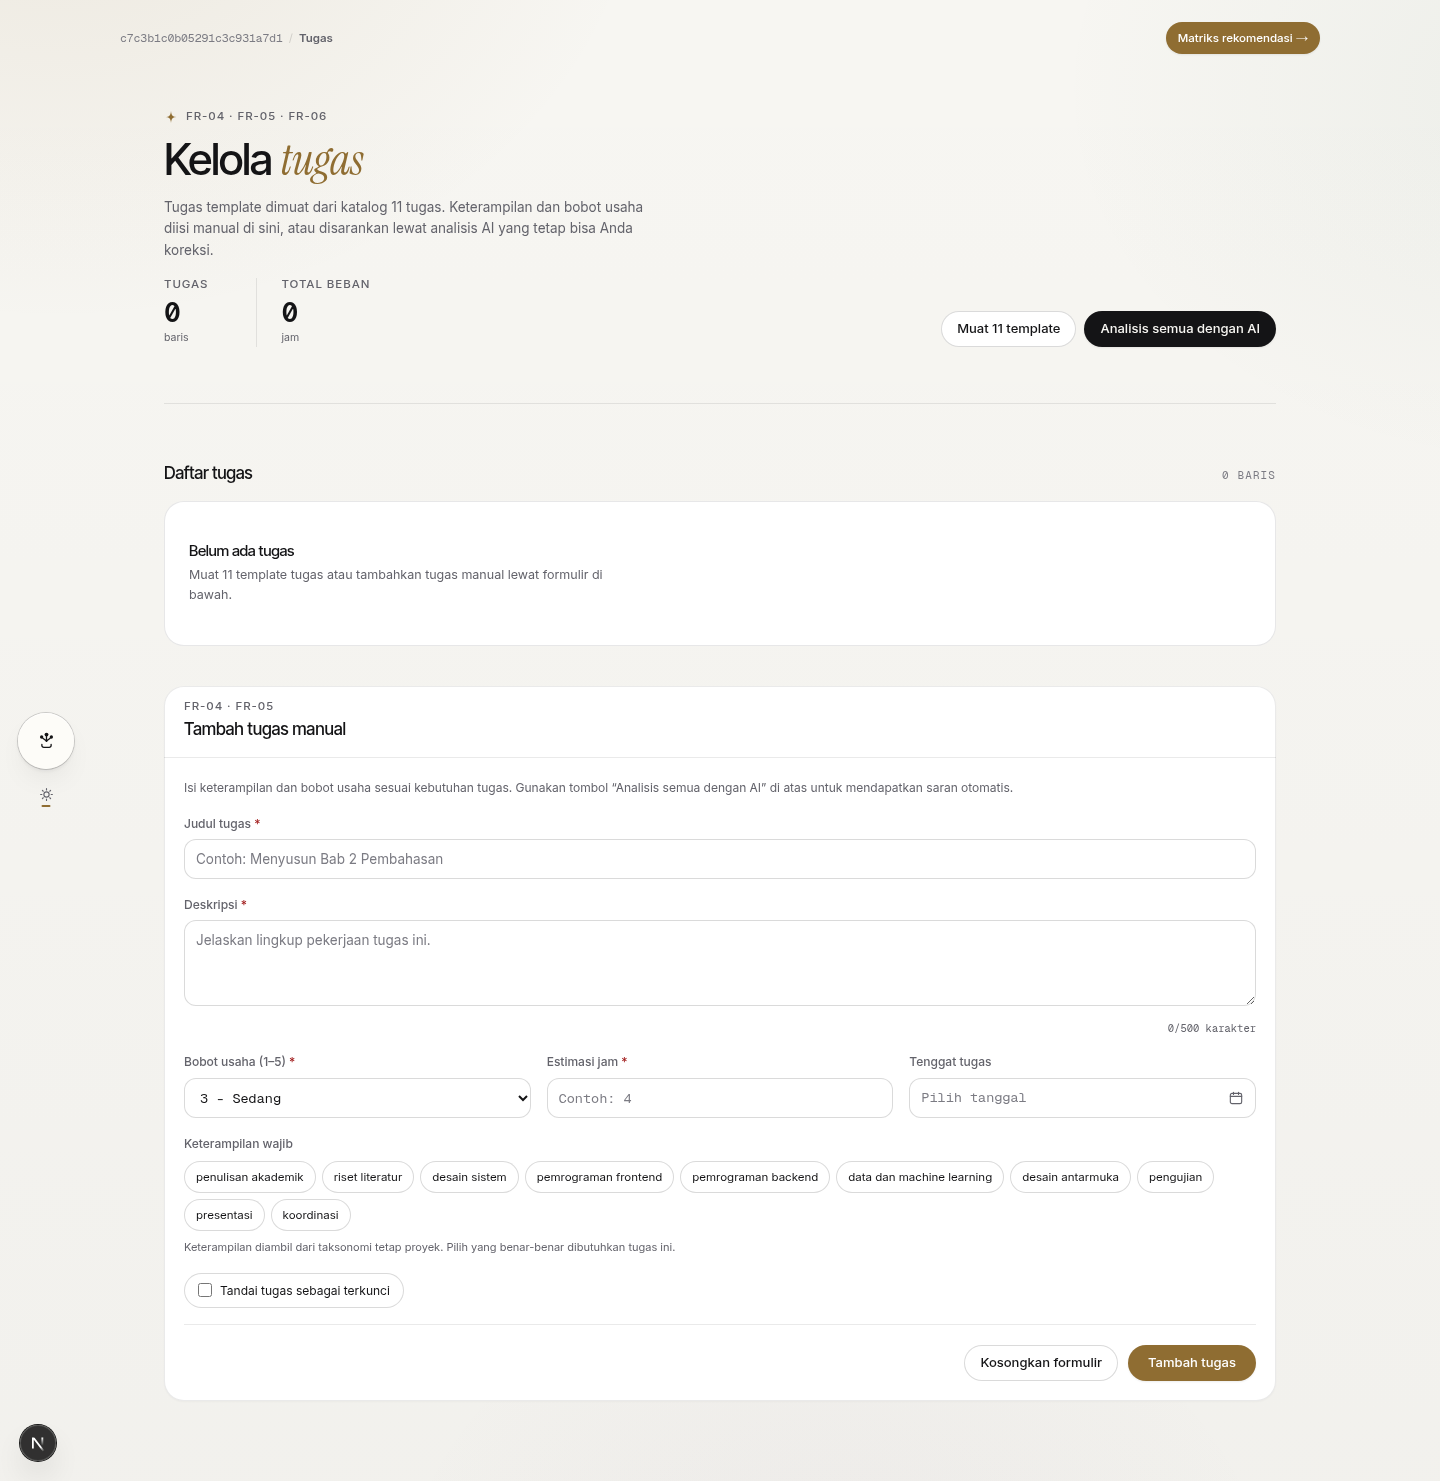 c7c3b1c0b05291c3c931a7d1 / Tugas
Matriks rekomendasi →
FR-04 · FR-05 · FR-06
Kelola tugas
Tugas template dimuat dari katalog 11 tugas. Keterampilan dan bobot usaha
diisi manual di sini, atau disarankan lewat analisis AI yang tetap bisa Anda
koreksi.
TUGAS
0
baris
TOTAL BEBAN
0
jam
Muat 11 template
Analisis semua dengan AI
Daftar tugas
0 BARIS
Belum ada tugas
Muat 11 template tugas atau tambahkan tugas manual lewat formulir di
bawah.
FR-04 · FR-05
Tambah tugas manual
Isi keterampilan dan bobot usaha sesuai kebutuhan tugas. Gunakan tombol “Analisis semua dengan AI” di atas untuk mendapatkan saran otomatis.
Judul tugas *
Contoh: Menyusun Bab 2 Pembahasan
Deskripsi *
Jelaskan lingkup pekerjaan tugas ini.
0/500 karakter
Bobot usaha (1–5) *
3 - Sedang
Estimasi jam *
Contoh: 4
Tenggat tugas
Pilih tanggal
Keterampilan wajib
penulisan akademik
riset literatur
desain sistem
pemrograman frontend
pemrograman backend
data dan machine learning
desain antarmuka
pengujian
presentasi
koordinasi
Keterampilan diambil dari taksonomi tetap proyek. Pilih yang benar-benar dibutuhkan tugas ini.
Tandai tugas sebagai terkunci
Kosongkan formulir
Tambah tugas
N